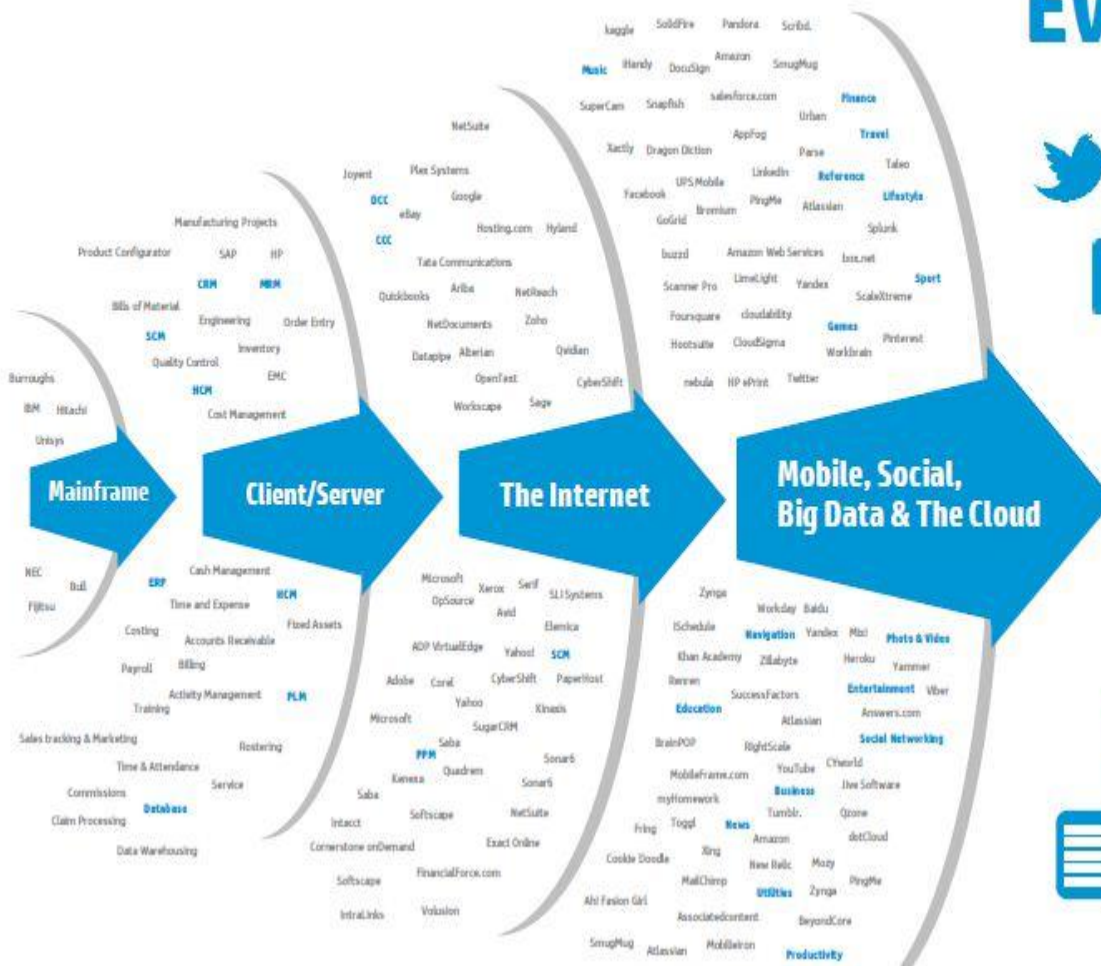 EV
kaggle SolidFire Pandora Scribd.
Music iHandy DocuSign Amazon SmugMug
SuperCam Snapfish salesforce.com Finance
Urban
AppFog Travel
Xactly Dragon Diction Parse
LinkedIn Reference Taleo
Facebook UPS Mobile Lifestyle
GoGrid Bromium PingMe Atlassian
Splunk
buzzd Amazon Web Services box.net
Scanner Pro LimeLight Yandex Sport
ScaleXtreme
Foursquare cloudability
Games
Hootsuite CloudSigma Workbrain Pinterest
nebula HP ePrint Twitter
NetSuite
Joyent Plex Systems
DCC Google
eBay
CCC Hosting.com Hyland
Tata Communications
Quickbooks Ariba NetReach
NetDocuments Zoho
Datapipe Alterian Qvidian
OpenText CyberShift
Workscape Sage
Manufacturing Projects
Product Configurator SAP HP
CRM MRM
Bills of Material
Engineering Order Entry
SCM
Inventory
Quality Control
EMC
HCM
Cost Management
Burroughs
IBM Hitachi
Unisys
Mainframe
Client/Server
The Internet
Mobile, Social,
Big Data & The Cloud
NEC
Bull
Fijitsu
ERP Cash Management
HCM
Time and Expense
Fized Assets
Costing
Accounts Receivable
Payroll Billing
Activity Management PLM
Training
Sales tracking & Marketing
Rostering
Time & Attendance
Service
Commissions
Database
Claim Processing
Data Warehousing
Microsoft Xerox Serif SLI Systems
OpSource
Avid
Elemica
ADP VirtualEdge Yahoo! SCM
Adobe Corel CyberShift PaperHost
Yahoo Kinaxis
Microsoft
SugarCRM
Saba
PPM Sonar6
Kenexa Quadrem
Sonar6
Saba
Softscape NetSuite
Intacct
Cornerstone onDemand Exact Online
FinancialForce.com
Softscape
IntraLinks Volusion
Zynga
Workday Baidu
iSchedule Navigation Yandex Mixi Photo & Video
Khan Academy Zillabyte Heroku Yammer
Renren Entertainment Viber
SuccessFactors
Education Answers.com
Atlassian
Social Networking
BrainPOP RightScale
YouTube CYworld
MobileFrame.com
Business Jive Software
myHomework
Tumblr. Qzone
Fring Toggl News
Amazon dotCloud
Xing
Cookie Doodle New Relic Mozy
MailChimp PingMe
Utilities Zynga
Ah! Fasion Girl
Associatedcontent BeyondCore
SmugMug Atlassian MobileIron
Productivity